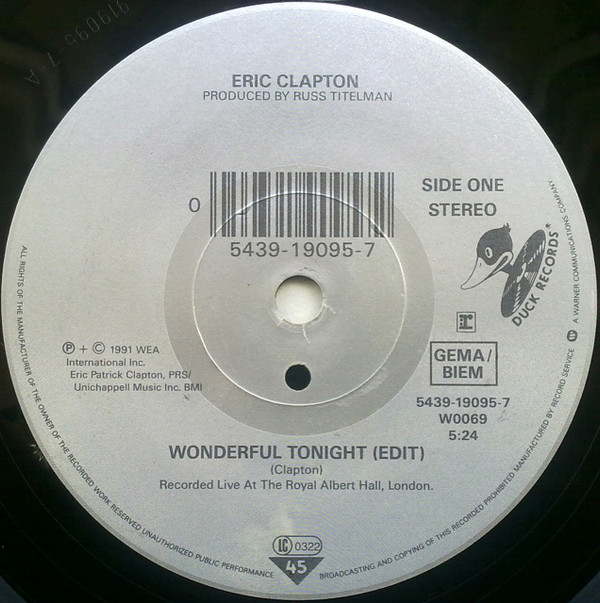 919095-7 A
ERIC CLAPTON
PRODUCED BY RUSS TITELMAN
0
5439-19095-7
SIDE ONE
STEREO
DUCK RECORDS
r
GEMA/
BIEM
5439-19095-7
W0069
5:24
℗ + © 1991 WEA
International Inc.
Eric Patrick Clapton, PRS/
Unichappell Music Inc. BMI
WONDERFUL TONIGHT (EDIT)
(Clapton)
Recorded Live At The Royal Albert Hall, London.
LC 0322
45
ALL RIGHTS OF THE MANUFACTURER OF THE OWNER OF THE RECORDED WORK RESERVED UNAUTHORIZED PUBLIC PERFORMANCE BROADCASTING AND COPYING OF THIS RECORDED PROHIBITED MANUFACTURED BY RECORD SERVICE A WARNER COMMUNICATIONS COMPANY